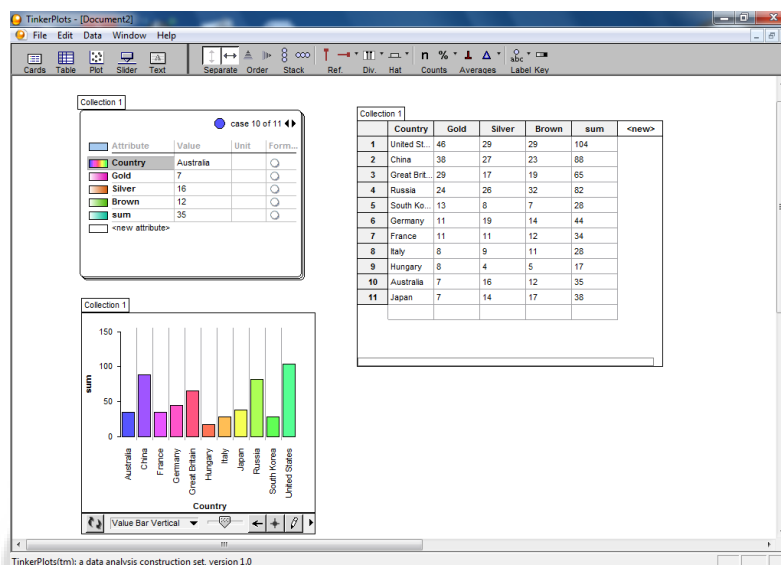 TinkerPlots - [Document2]
File Edit Data Window Help
Cards Table Plot Slider Text Separate Order Stack Ref. Div. Hat Counts Averages Label Key
n % abc
Collection 1
case 10 of 11
Attribute Value Unit Form...
Country Australia
Gold 7
Silver 16
Brown 12
sum 35
<new attribute>
Collection 1
Country Gold Silver Brown sum <new>
1 United St... 46 29 29 104
2 China 38 27 23 88
3 Great Brit... 29 17 19 65
4 Russia 24 26 32 82
5 South Ko... 13 8 7 28
6 Germany 11 19 14 44
7 France 11 11 12 34
8 Italy 8 9 11 28
9 Hungary 8 4 5 17
10 Australia 7 16 12 35
11 Japan 7 14 17 38
Collection 1
150
100
50
0
sum
Australia
China
France
Germany
Great Britain
Hungary
Italy
Japan
Russia
South Korea
United States
Country
Value Bar Vertical
TinkerPlots(tm): a data analysis construction set, version 1.0